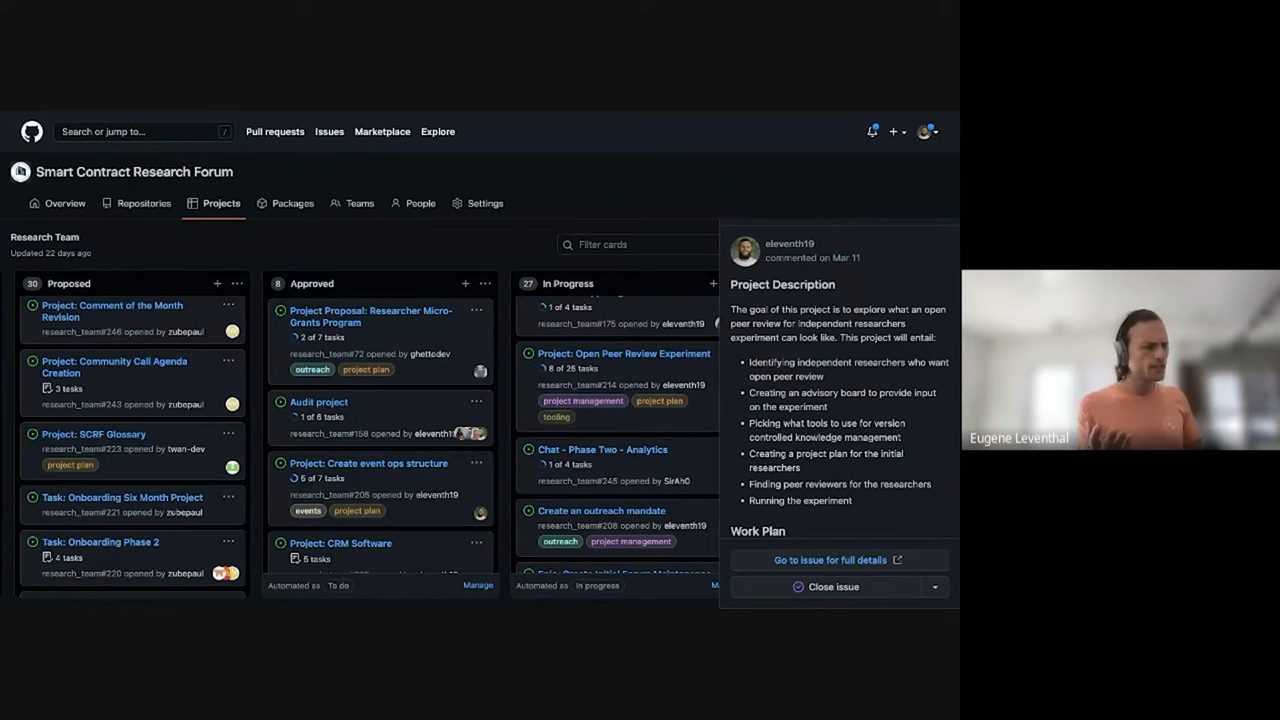 Search or jump to...
/
Pull requests
Issues
Marketplace
Explore
Smart Contract Research Forum
Overview
Repositories
Projects
Packages
Teams
People
Settings
Research Team
Updated 22 days ago
Filter cards
30 Proposed
Project: Comment of the Month
Revision
research_team#246 opened by zubepaul
Project: Community Call Agenda
Creation
3 tasks
research_team#243 opened by zubepaul
Project: SCRF Glossary
research_team#223 opened by twan-dev
project plan
Task: Onboarding Six Month Project
research_team#221 opened by zubepaul
Task: Onboarding Phase 2
4 tasks
research_team#220 opened by zubepaul
8 Approved
Project Proposal: Researcher Micro-
Grants Program
2 of 7 tasks
research_team#72 opened by ghettodev
outreach
project plan
Audit project
1 of 6 tasks
research_team#158 opened by eleventh1
Project: Create event ops structure
5 of 7 tasks
research_team#205 opened by eleventh19
events
project plan
Project: CRM Software
5 tasks
Automated as To do
Manage
27 In Progress
1 of 4 tasks
research_team#175 opened by eleventh19
Project: Open Peer Review Experiment
8 of 25 tasks
research_team#214 opened by eleventh19
project management
project plan
tooling
Chat - Phase Two - Analytics
1 of 4 tasks
research_team#245 opened by SirAh0
Create an outreach mandate
research_team#208 opened by eleventh19
outreach
project management
Automated as In progress
M
eleventh19
commented on Mar 11
Project Description
The goal of this project is to explore what an open
peer review for independent researchers
experiment can look like. This project will entail:
• Identifying independent researchers who want
open peer review
• Creating an advisory board to provide input
on the experiment
• Picking what tools to use for version
controlled knowledge management
• Creating a project plan for the initial
researchers
• Finding peer reviewers for the researchers
• Running the experiment
Work Plan
Go to issue for full details
Close issue
Eugene Leventhal